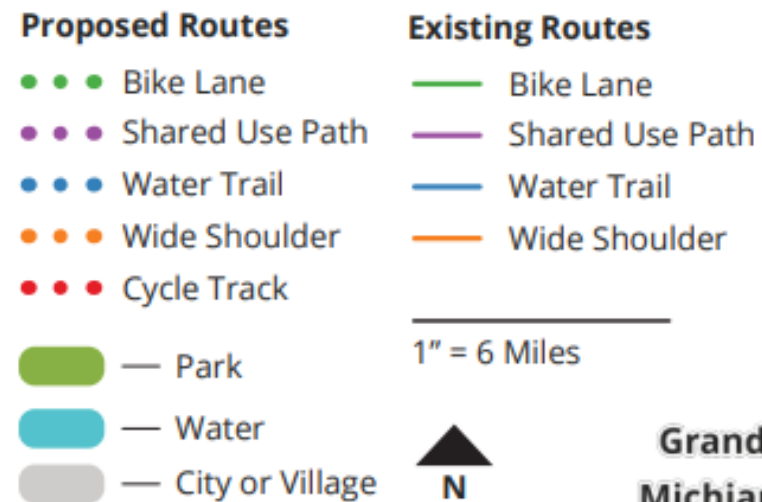 Proposed Routes
Bike Lane
Shared Use Path
Water Trail
Wide Shoulder
Cycle Track
Park
Water
City or Village
Existing Routes
Bike Lane
Shared Use Path
Water Trail
Wide Shoulder
1” = 6 Miles
N
Grand
Michian